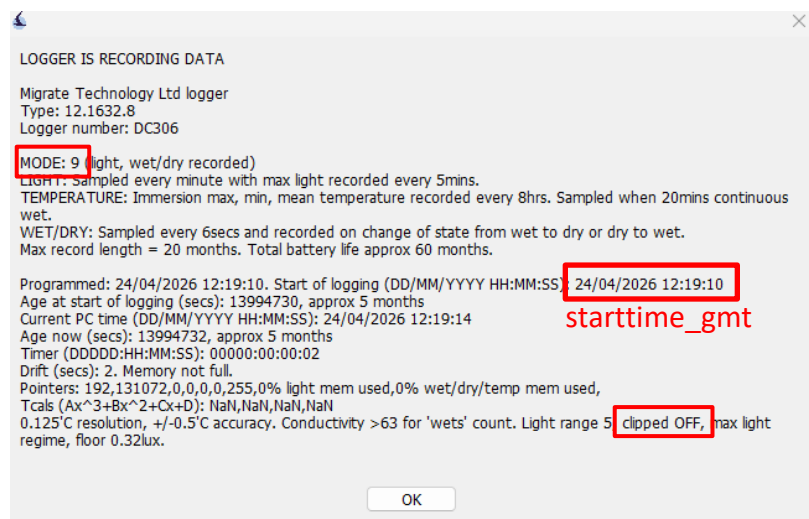 LOGGER IS RECORDING DATA
Migrate Technology Ltd logger
Type: 12.1632.8
Logger number: DC306
MODE: 9 (light, wet/dry recorded)
LIGHT: Sampled every minute with max light recorded every 5mins.
TEMPERATURE: Immersion max, min, mean temperature recorded every 8hrs. Sampled when 20mins continuous
wet.
WET/DRY: Sampled every 6secs and recorded on change of state from wet to dry or dry to wet.
Max record length = 20 months. Total battery life approx 60 months.
Programmed: 24/04/2026 12:19:10. Start of logging (DD/MM/YYYY HH:MM:SS): 24/04/2026 12:19:10
Age at start of logging (secs): 13994730, approx 5 months
starttime_gmt
Current PC time (DD/MM/YYYY HH:MM:SS): 24/04/2026 12:19:14
Age now (secs): 13994732, approx 5 months
Timer (DDDDD:HH:MM:SS): 00000:00:00:02
Drift (secs): 2. Memory not full.
Pointers: 192,131072,0,0,0,0,255,0% light mem used,0% wet/dry/temp mem used,
Tcals (Ax^3+Bx^2+Cx+D): NaN,NaN,NaN,NaN
0.125'C resolution, +/-0.5'C accuracy. Conductivity >63 for 'wets' count. Light range 5, clipped OFF, max light
regime, floor 0.32lux.
OK